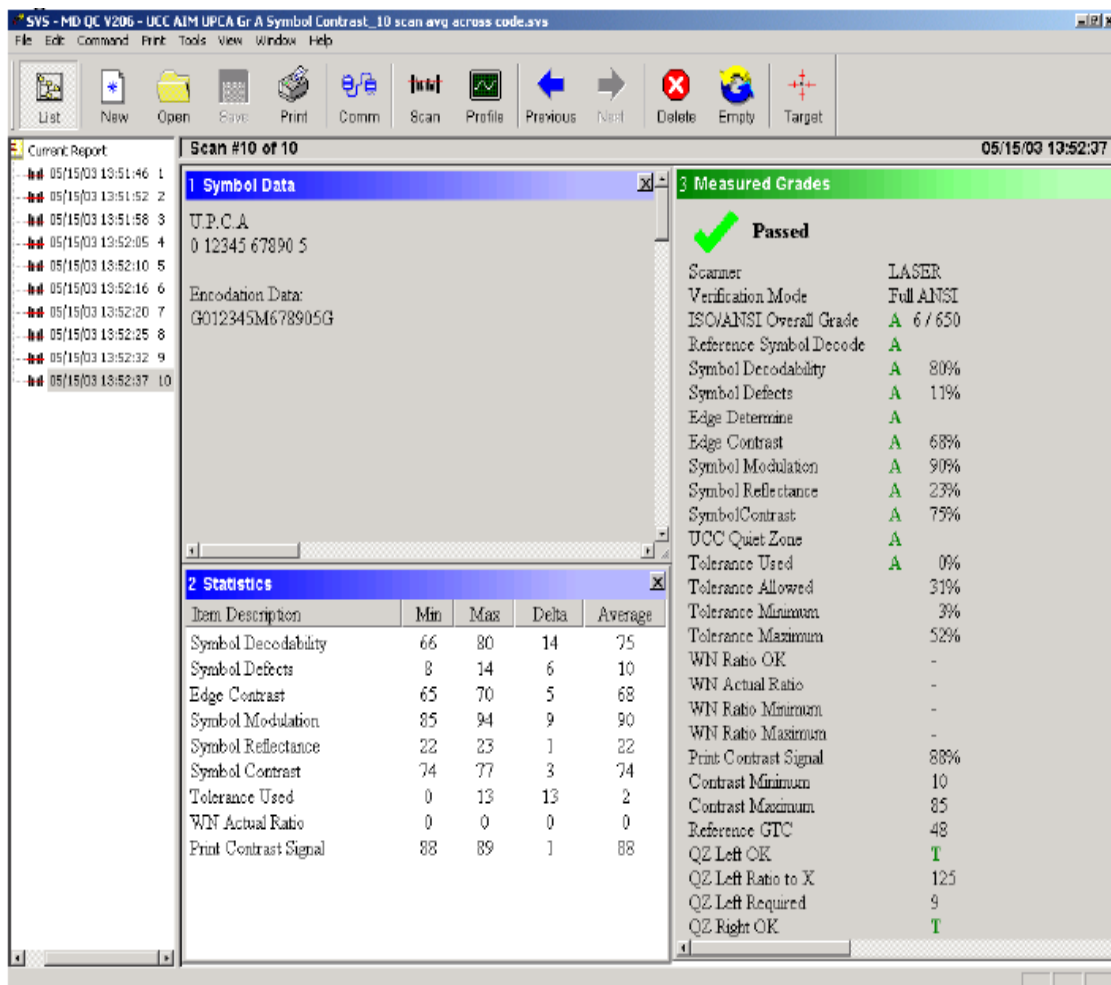 SVS - MD QC V206 - UCC AIM UPCA Gr A Symbol Contrast_10 scan avg across code.svs
File Edit Command Print Tools View Window Help
List New Open Save Print Comm Scan Profile Previous Next Delete Empty Target
Current Report
05/15/03 13:51:46 1
05/15/03 13:51:52 2
05/15/03 13:51:58 3
05/15/03 13:52:05 4
05/15/03 13:52:10 5
05/15/03 13:52:16 6
05/15/03 13:52:20 7
05/15/03 13:52:25 8
05/15/03 13:52:32 9
05/15/03 13:52:37 10
Scan #10 of 10 05/15/03 13:52:37
1 Symbol Data
U.P.C.A
0 12345 67890 5
Encodation Data:
G012345M678905G
2 Statistics
Item Description Min Max Delta Average
Symbol Decodability 66 80 14 75
Symbol Defects 8 14 6 10
Edge Contrast 65 70 5 68
Symbol Modulation 85 94 9 90
Symbol Reflectance 22 23 1 22
Symbol Contrast 74 77 3 74
Tolerance Used 0 13 13 2
WN Actual Ratio 0 0 0 0
Print Contrast Signal 88 89 1 88
3 Measured Grades
Passed
Scanner LASER
Verification Mode Full ANSI
ISO/ANSI Overall Grade A 6 / 650
Reference Symbol Decode A
Symbol Decodability A 80%
Symbol Defects A 11%
Edge Determine A
Edge Contrast A 68%
Symbol Modulation A 90%
Symbol Reflectance A 23%
SymbolContrast A 75%
UCC Quiet Zone A
Tolerance Used A 0%
Tolerance Allowed 31%
Tolerance Minimum 3%
Tolerance Maximum 52%
WN Ratio OK -
WN Actual Ratio -
WN Ratio Minimum -
WN Ratio Maximum -
Print Contrast Signal 88%
Contrast Minimum 10
Contrast Maximum 85
Reference GTC 48
QZ Left OK T
QZ Left Ratio to X 125
QZ Left Required 9
QZ Right OK T